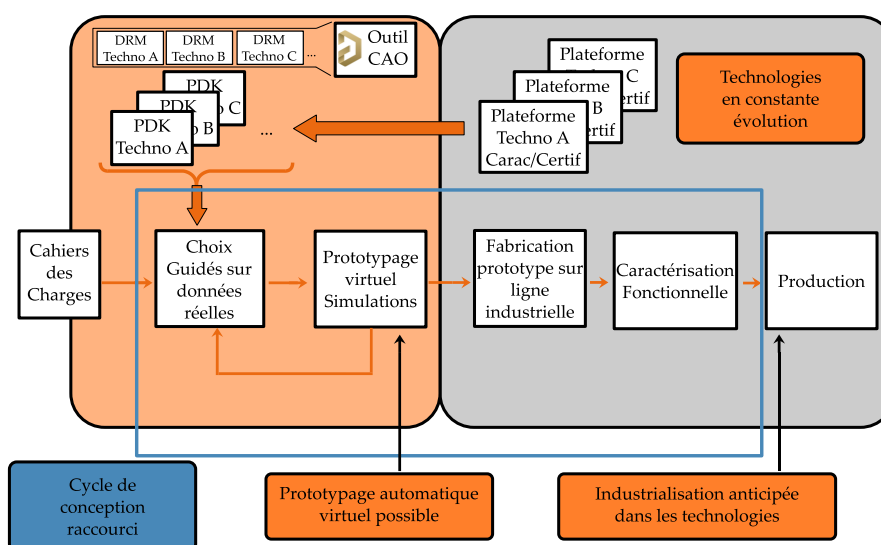 DRM
Techno A
DRM
Techno B
DRM
Techno C
...
Outil
CAO
PDK
Techno A
PDK
B
PDK
C
...
Plateforme
Techno A
Carac/Certif
Plateforme
B
ertif
Plateforme
C
ertif
Technologies
en constante
évolution
Cahiers
des
Charges
Choix
Guidés sur
données
réelles
Prototypage
virtuel
Simulations
Fabrication
prototype sur
ligne
industrielle
Caractérisation
Fonctionnelle
Production
Cycle de
conception
raccourci
Prototypage automatique
virtuel possible
Industrialisation anticipée
dans les technologies